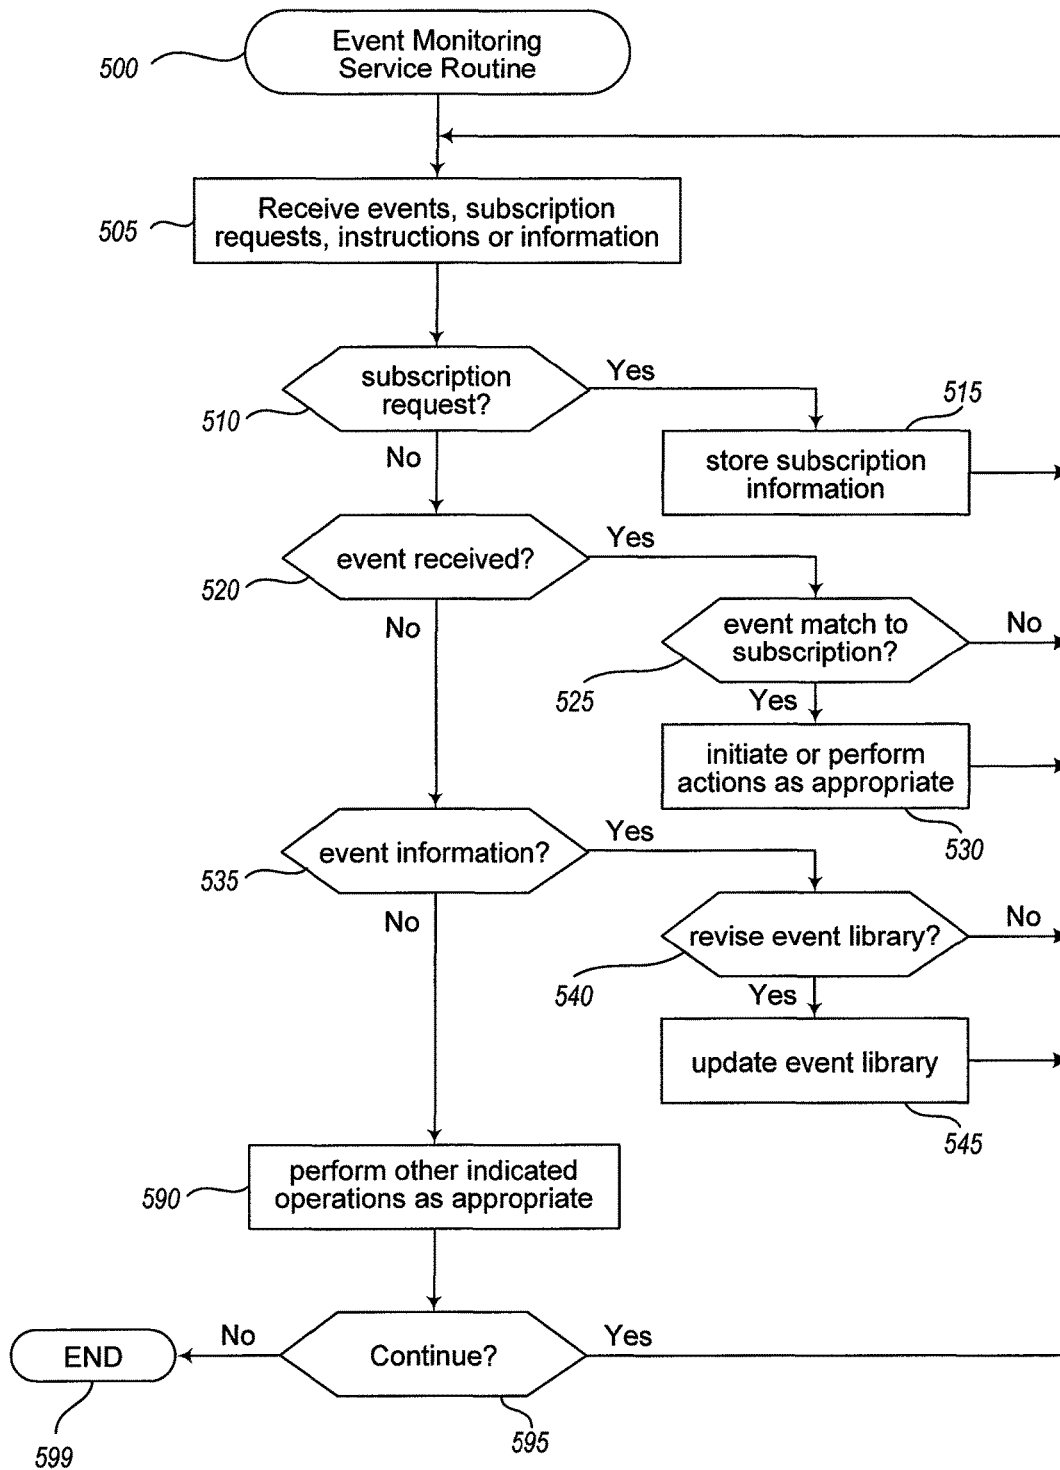 Event Monitoring
Service Routine
500
Receive events, subscription
requests, instructions or information
505
subscription
request?
510
Yes
No
515
store subscription
information
event received?
520
Yes
No
event match to
subscription?
525
No
Yes
initiate or perform
actions as appropriate
530
event information?
535
Yes
No
revise event library?
540
No
Yes
update event library
545
perform other indicated
operations as appropriate
590
Continue?
595
No
Yes
END
599